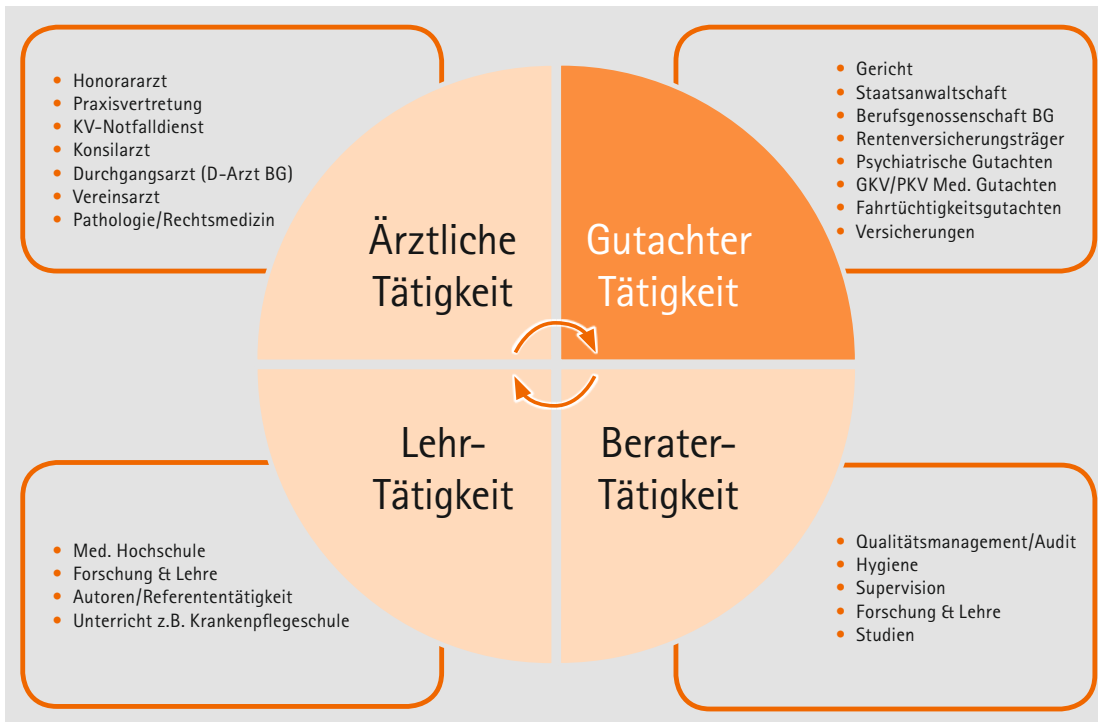 • Honorararzt
• Praxisvertretung
• KV-Notfalldienst
• Konsilarzt
• Durchgangsarzt (D-Arzt BG)
• Vereinsarzt
• Pathologie/Rechtsmedizin
• Gericht
• Staatsanwaltschaft
• Berufsgenossenschaft BG
• Rentenversicherungsträger
• Psychiatrische Gutachten
• GKV/PKV Med. Gutachten
• Fahrtüchtigkeitsgutachten
• Versicherungen
Ärztliche
Tätigkeit
Gutachter
Tätigkeit
Lehr-
Tätigkeit
Berater-
Tätigkeit
• Med. Hochschule
• Forschung & Lehre
• Autoren/Referententätigkeit
• Unterricht z.B. Krankenpflegeschule
• Qualitätsmanagement/Audit
• Hygiene
• Supervision
• Forschung & Lehre
• Studien